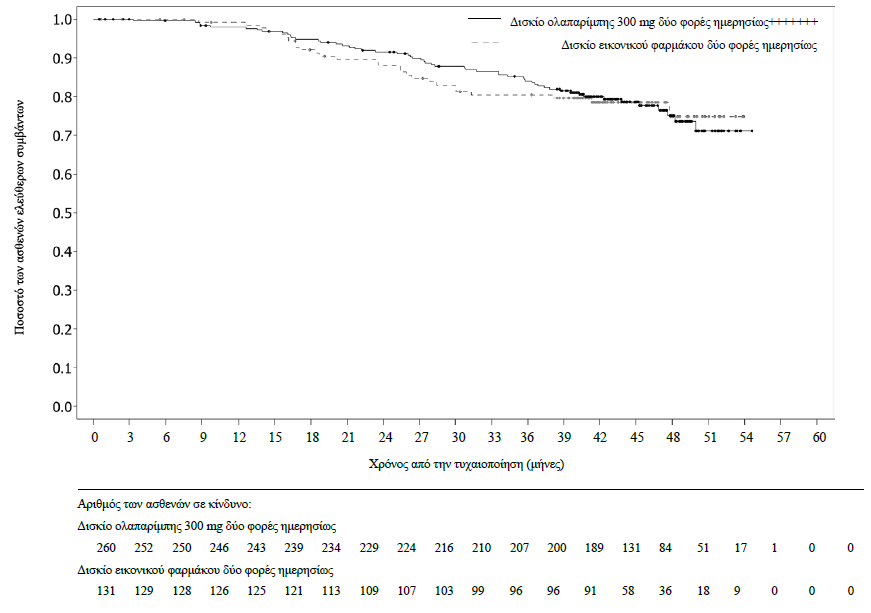 1.0
0.9
0.8
0.7
0.6
0.5
0.4
0.3
0.2
0.1
0.0
Ποσοστό των ασθενών ελεύθερων συμβάντων
Δισκίο ολαπαρίμπης 300 mg δύο φορές ημερησίως+++++++
Δισκίο εικονικού φαρμάκου δύο φορές ημερησίως
0 3 6 9 12 15 18 21 24 27 30 33 36 39 42 45 48 51 54 57 60
Χρόνος από την τυχαιοποίηση (μήνες)
Αριθμός των ασθενών σε κίνδυνο:
Δισκίο ολαπαρίμπης 300 mg δύο φορές ημερησίως
260 252 250 246 243 239 234 229 224 216 210 207 200 189 131 84 51 17 1 0 0
Δισκίο εικονικού φαρμάκου δύο φορές ημερησίως
131 129 128 126 125 121 113 109 107 103 99 96 96 91 58 36 18 9 0 0 0